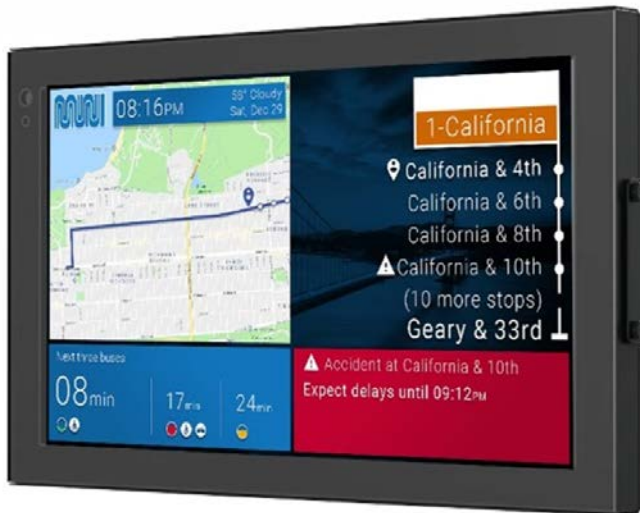 MUNI
08:16PM
58° Cloudy
Sat, Dec 29
1-California
California & 4th
California & 6th
California & 8th
California & 10th
(10 more stops)
Geary & 33rd
Next three buses
08min
17min
24min
Accident at California & 10th
Expect delays until 09:12PM